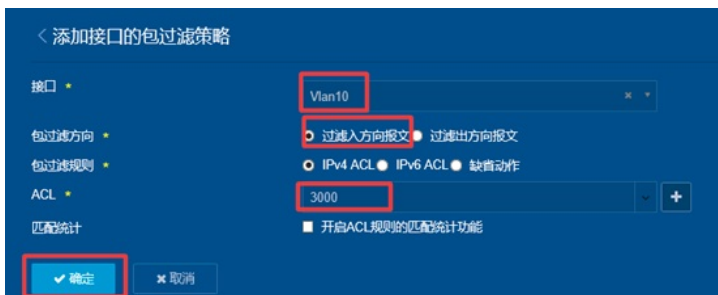 添加接口的包过滤策略
接口 *
Vlan10
包过滤方向 *
过滤入方向报文 过滤出方向报文
包过滤规则 *
IPv4 ACL IPv6 ACL 缺省动作
ACL *
3000
匹配统计
开启ACL规则的匹配统计功能
确定 取消